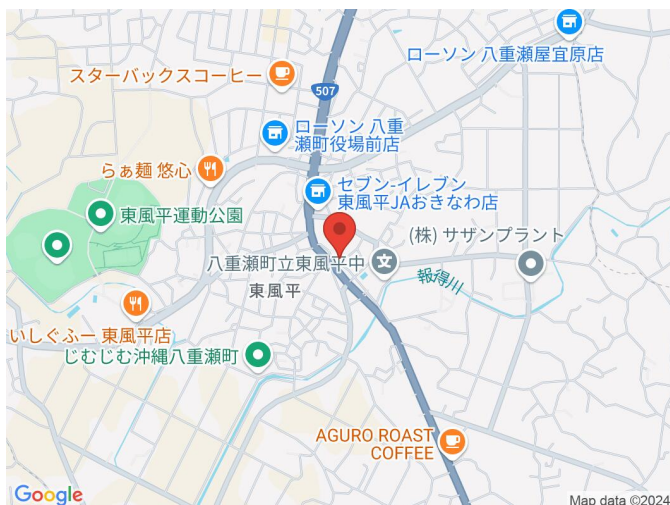 ローソン 八重瀬屋宜原店
スターバックスコーヒー
507
ローソン 八重
瀬町役場前店
らぁ麺 悠心
セブン-イレブン
東風平JAおきなわ店
東風平運動公園
(株) サザンプラント
八重瀬町立東風平中
報得川
東風平
いしぐふー 東風平店
じむじむ沖縄八重瀬町
AGURO ROAST
COFFEE
Google
Map data ©2024